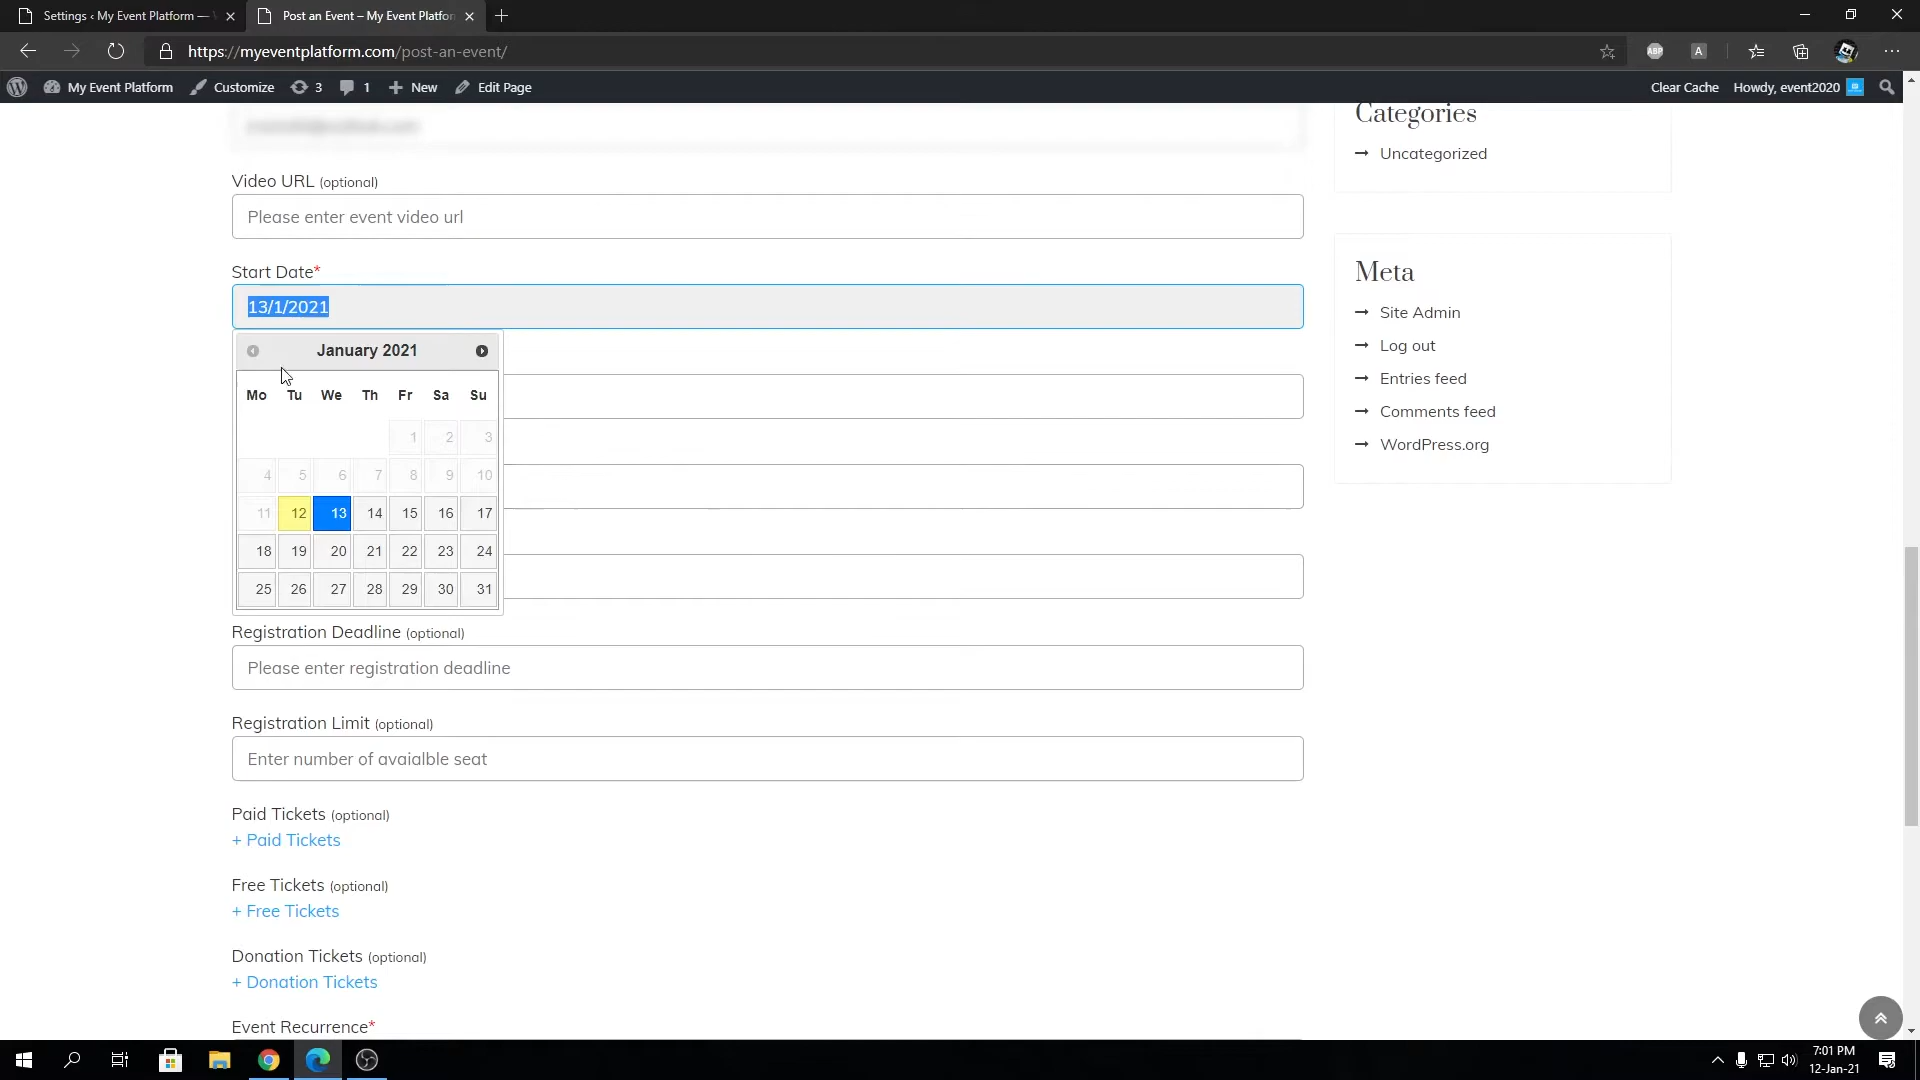 Settings ‹ My Event Platform —
Post an Event – My Event Platfor
https://myeventplatform.com/post-an-event/
A
My Event Platform
Customize
3
1
New
Edit Page
Clear Cache
Howdy, event2020
Video URL (optional)
Please enter event video url
Start Date*
13/1/2021
January 2021
Mo Tu We Th Fr Sa Su
1 2 3
4 5 6 7 8 9 10
11 12 13 14 15 16 17
18 19 20 21 22 23 24
25 26 27 28 29 30 31
Registration Deadline (optional)
Please enter registration deadline
Registration Limit (optional)
Enter number of avaialble seat
Paid Tickets (optional)
+ Paid Tickets
Free Tickets (optional)
+ Free Tickets
Donation Tickets (optional)
+ Donation Tickets
Event Recurrence*
Categories
Uncategorized
Meta
Site Admin
Log out
Entries feed
Comments feed
WordPress.org
7:01 PM
12-Jan-21